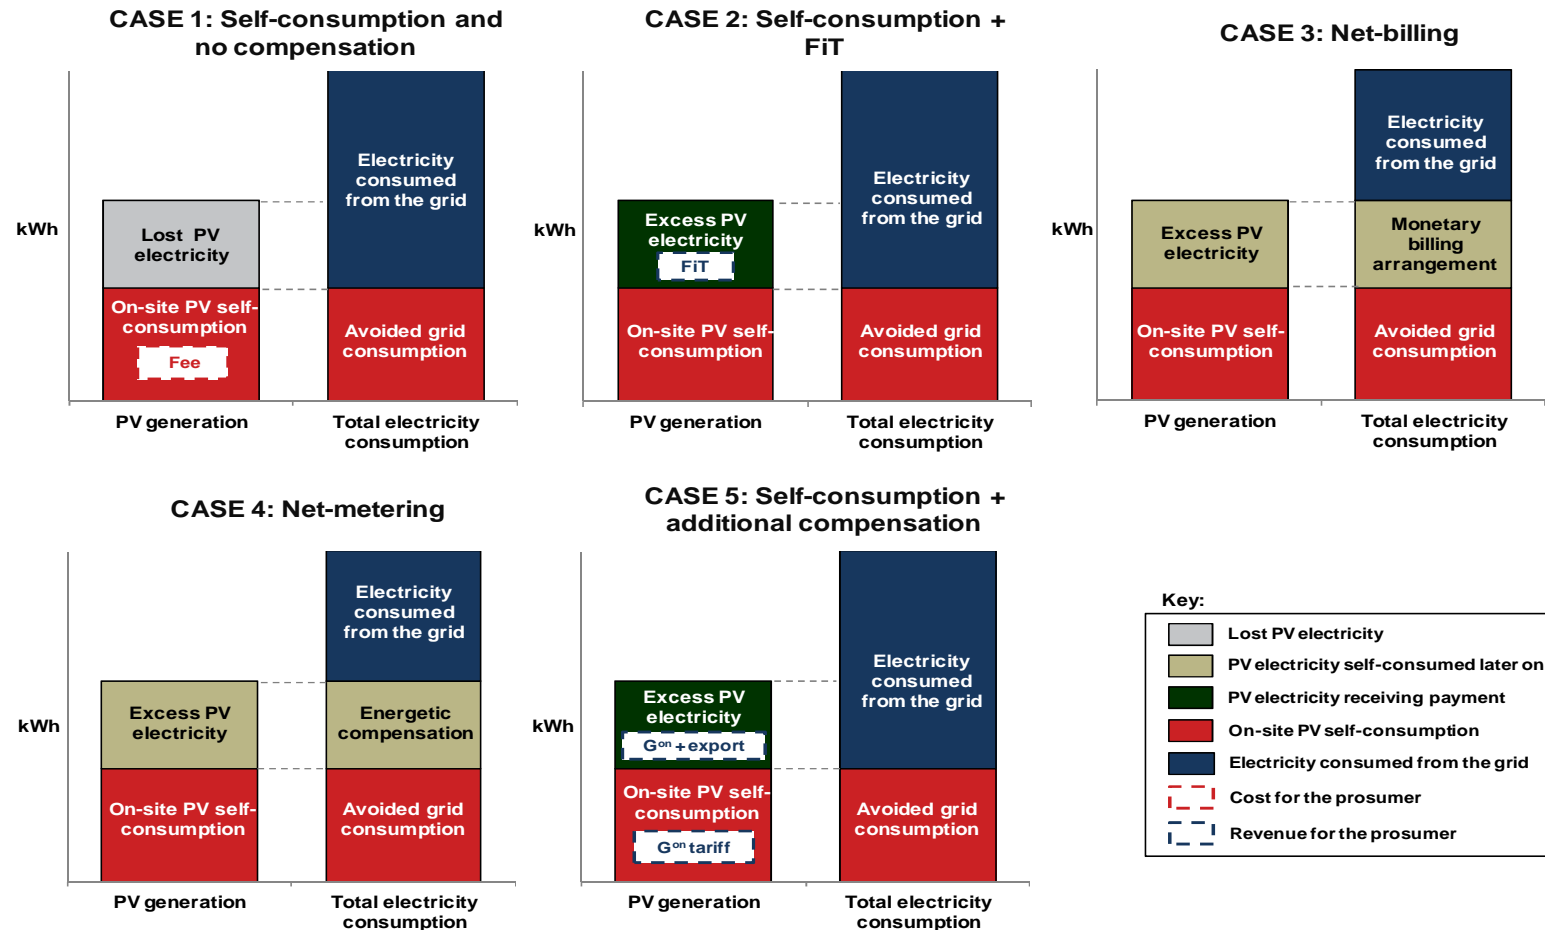 CASE 1: Self-consumption and
no compensation
kWh
Lost PV
electricity
On-site PV self-
consumption
Fee
Electricity
consumed
from the grid
Avoided grid
consumption
PV generation
Total electricity
consumption
CASE 2: Self-consumption +
FiT
kWh
Excess PV
electricity
FiT
On-site PV self-
consumption
Electricity
consumed
from the grid
Avoided grid
consumption
PV generation
Total electricity
consumption
CASE 3: Net-billing
kWh
Excess PV
electricity
On-site PV self-
consumption
Electricity
consumed
from the grid
Monetary
billing
arrangement
Avoided grid
consumption
PV generation
Total electricity
consumption
CASE 4: Net-metering
kWh
Excess PV
electricity
On-site PV self-
consumption
Electricity
consumed
from the grid
Energetic
compensation
Avoided grid
consumption
PV generation
Total electricity
consumption
CASE 5: Self-consumption +
additional compensation
kWh
Excess PV
electricity
Gᵒⁿ + export
On-site PV self-
consumption
Gᵒⁿ tariff
Electricity
consumed
from the grid
Avoided grid
consumption
PV generation
Total electricity
consumption
Key:
Lost PV electricity
PV electricity self-consumed later on
PV electricity receiving payment
On-site PV self-consumption
Electricity consumed from the grid
Cost for the prosumer
Revenue for the prosumer